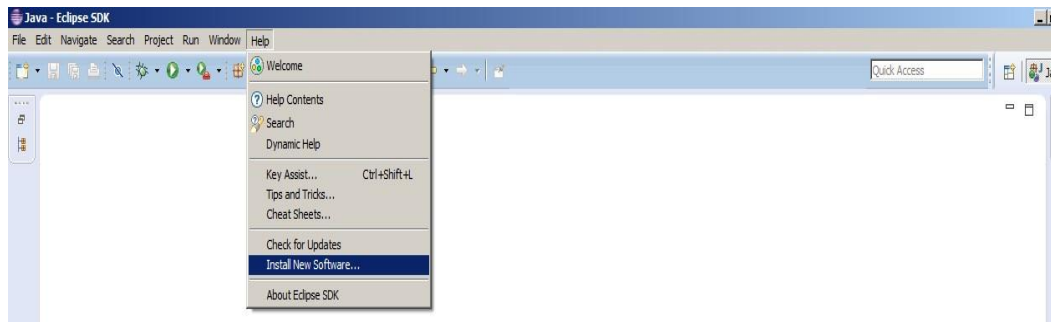 Java - Eclipse SDK
File Edit Navigate Search Project Run Window Help
Quick Access
Welcome
Help Contents
Search
Dynamic Help
Key Assist... Ctrl+Shift+L
Tips and Tricks...
Cheat Sheets...
Check for Updates
Install New Software...
About Eclipse SDK